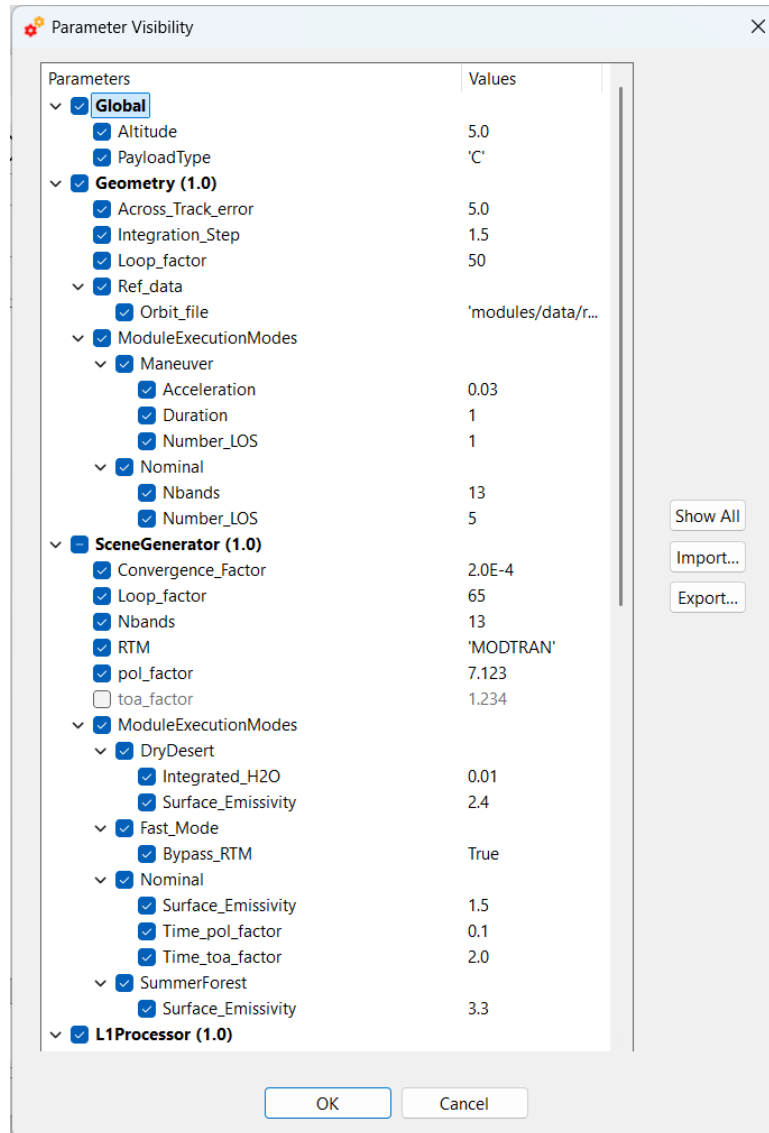 Parameter Visibility
Parameters Values
Global
Altitude 5.0
PayloadType 'C'
Geometry (1.0)
Across_Track_error 5.0
Integration_Step 1.5
Loop_factor 50
Ref_data
Orbit_file 'modules/data/r...
ModuleExecutionModes
Maneuver
Acceleration 0.03
Duration 1
Number_LOS 1
Nominal
Nbands 13
Number_LOS 5
Show All
SceneGenerator (1.0)
Convergence_Factor 2.0E-4
Import...
Loop_factor 65
Export...
Nbands 13
RTM 'MODTRAN'
pol_factor 7.123
toa_factor 1.234
ModuleExecutionModes
DryDesert
Integrated_H2O 0.01
Surface_Emissivity 2.4
Fast_Mode
Bypass_RTM True
Nominal
Surface_Emissivity 1.5
Time_pol_factor 0.1
Time_toa_factor 2.0
SummerForest
Surface_Emissivity 3.3
L1Processor (1.0)
OK Cancel